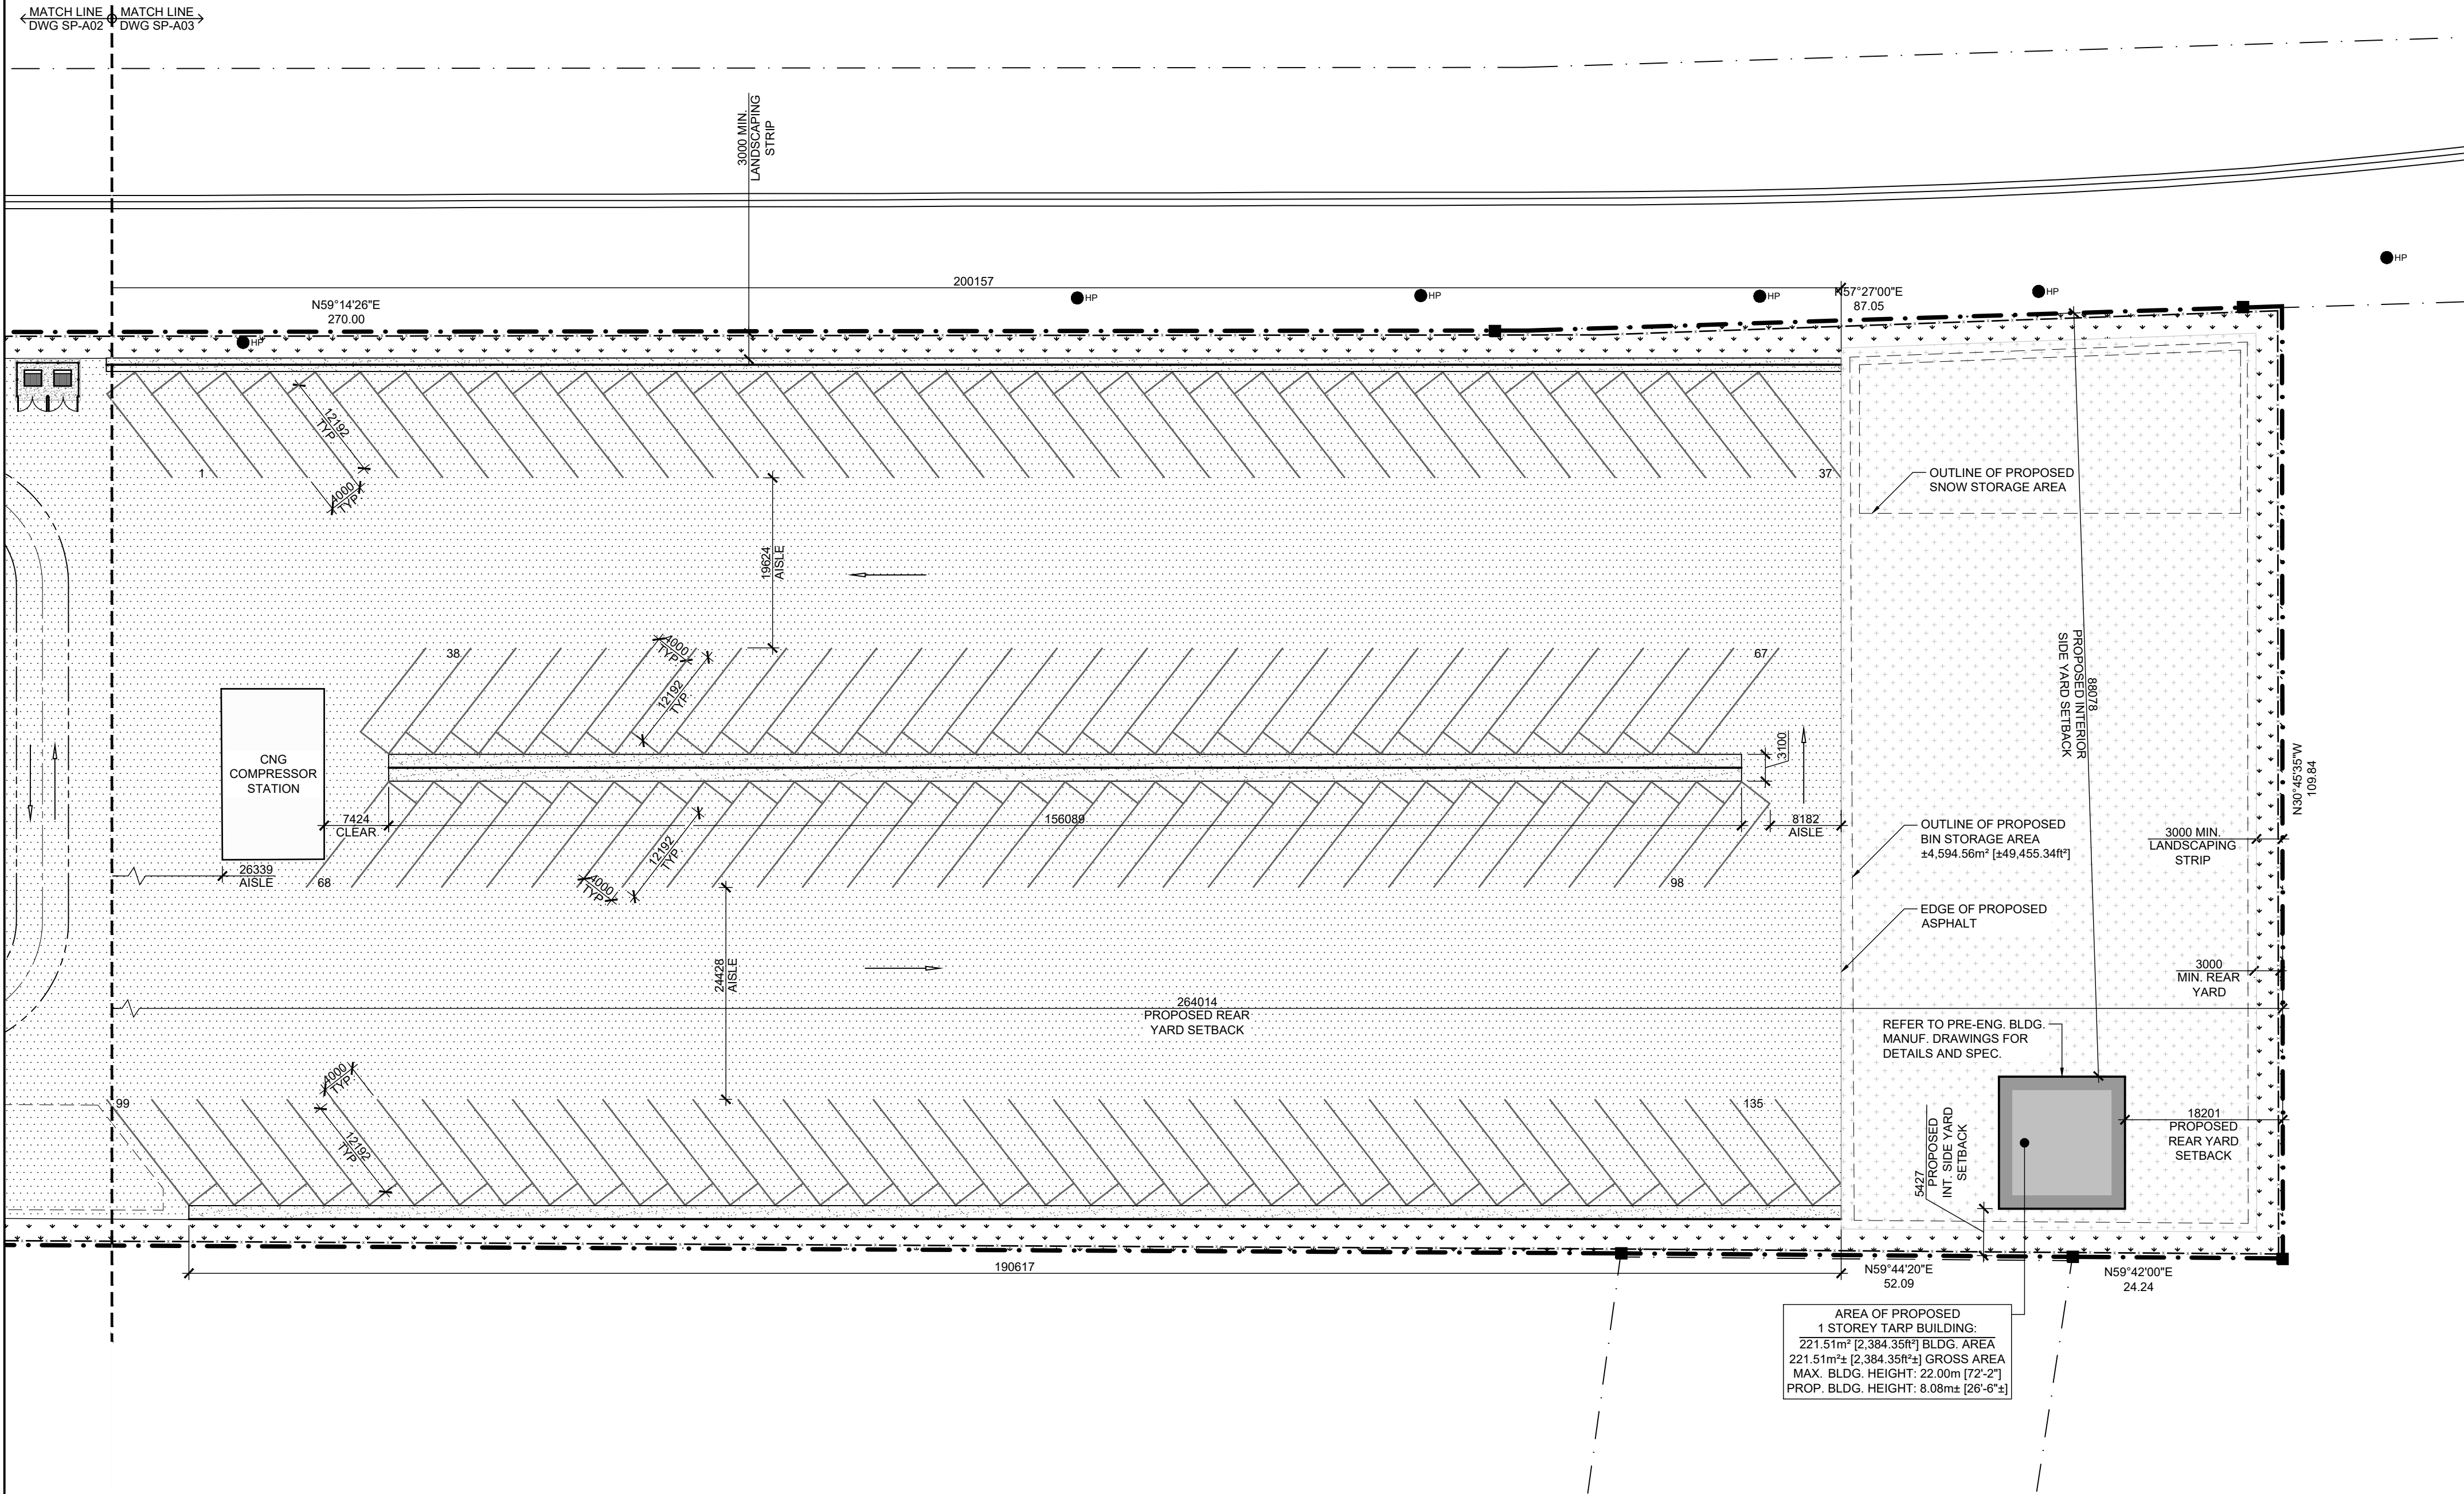 MATCH LINE
DWG SP-A02
MATCH LINE
DWG SP-A03
3000 MIN.
LANDSCAPING
STRIP
200157
N59°14'26"E
270.00
N57°27'00"E
87.05
HP
HP
HP
HP
HP
HP
12192
TYP.
4000
TYP.
1
37
OUTLINE OF PROPOSED
SNOW STORAGE AREA
19624
AISLE
38
67
4000
TYP.
12192
TYP.
88078
PROPOSED INTERIOR
SIDE YARD SETBACK
CNG
COMPRESSOR
STATION
3100
N30°45'35"W
109.84
7424
CLEAR
156089
8182
AISLE
OUTLINE OF PROPOSED
BIN STORAGE AREA
±4,594.56m² [±49,455.34ft²]
3000 MIN.
LANDSCAPING
STRIP
12192
TYP.
4000
TYP.
26339
AISLE
68
98
EDGE OF PROPOSED
ASPHALT
24428
AISLE
3000
MIN. REAR
YARD
264014
PROPOSED REAR
YARD SETBACK
REFER TO PRE-ENG. BLDG.
MANUF. DRAWINGS FOR
DETAILS AND SPEC.
4000
TYP.
12192
TYP.
99
135
5427
PROPOSED
INT. SIDE YARD
SETBACK
18201
PROPOSED
REAR YARD
SETBACK
190617
N59°44'20"E
52.09
N59°42'00"E
24.24
AREA OF PROPOSED
1 STOREY TARP BUILDING:
221.51m² [2,384.35ft²] BLDG. AREA
221.51m²± [2,384.35ft²±] GROSS AREA
MAX. BLDG. HEIGHT: 22.00m [72'-2"]
PROP. BLDG. HEIGHT: 8.08m± [26'-6"±]